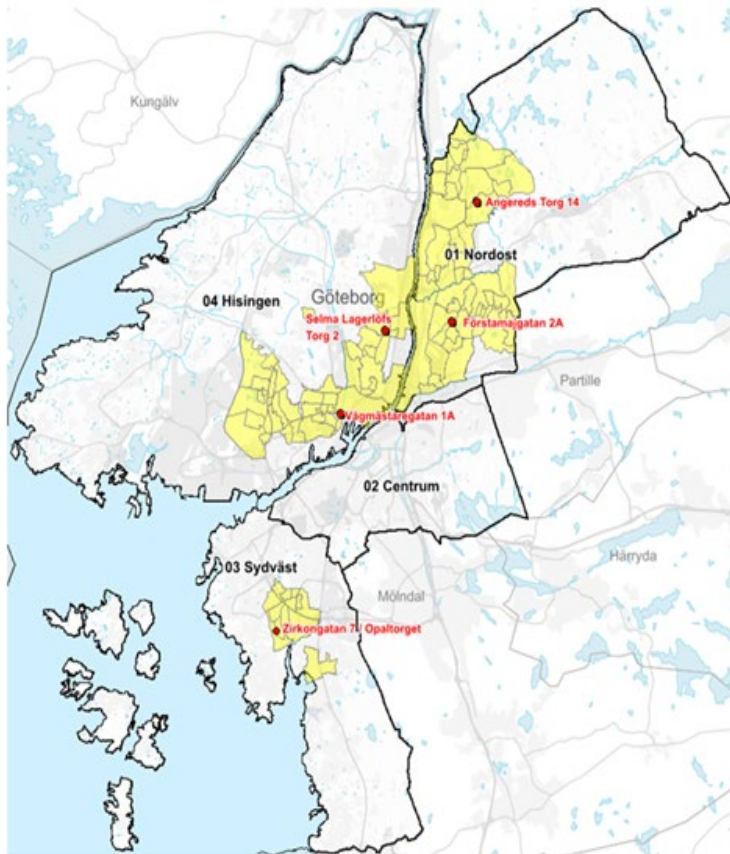 Kungälv
Angereds Torg 14
01 Nordost
04 Hisingen
Göteborg
Selma Lagerlöfs
Torg 2
Förstamajgatan 2A
Partille
Vågmästaregatan 1A
02 Centrum
Härryda
03 Sydväst
Mölndal
Zirkongatan 7 / Opaltorget